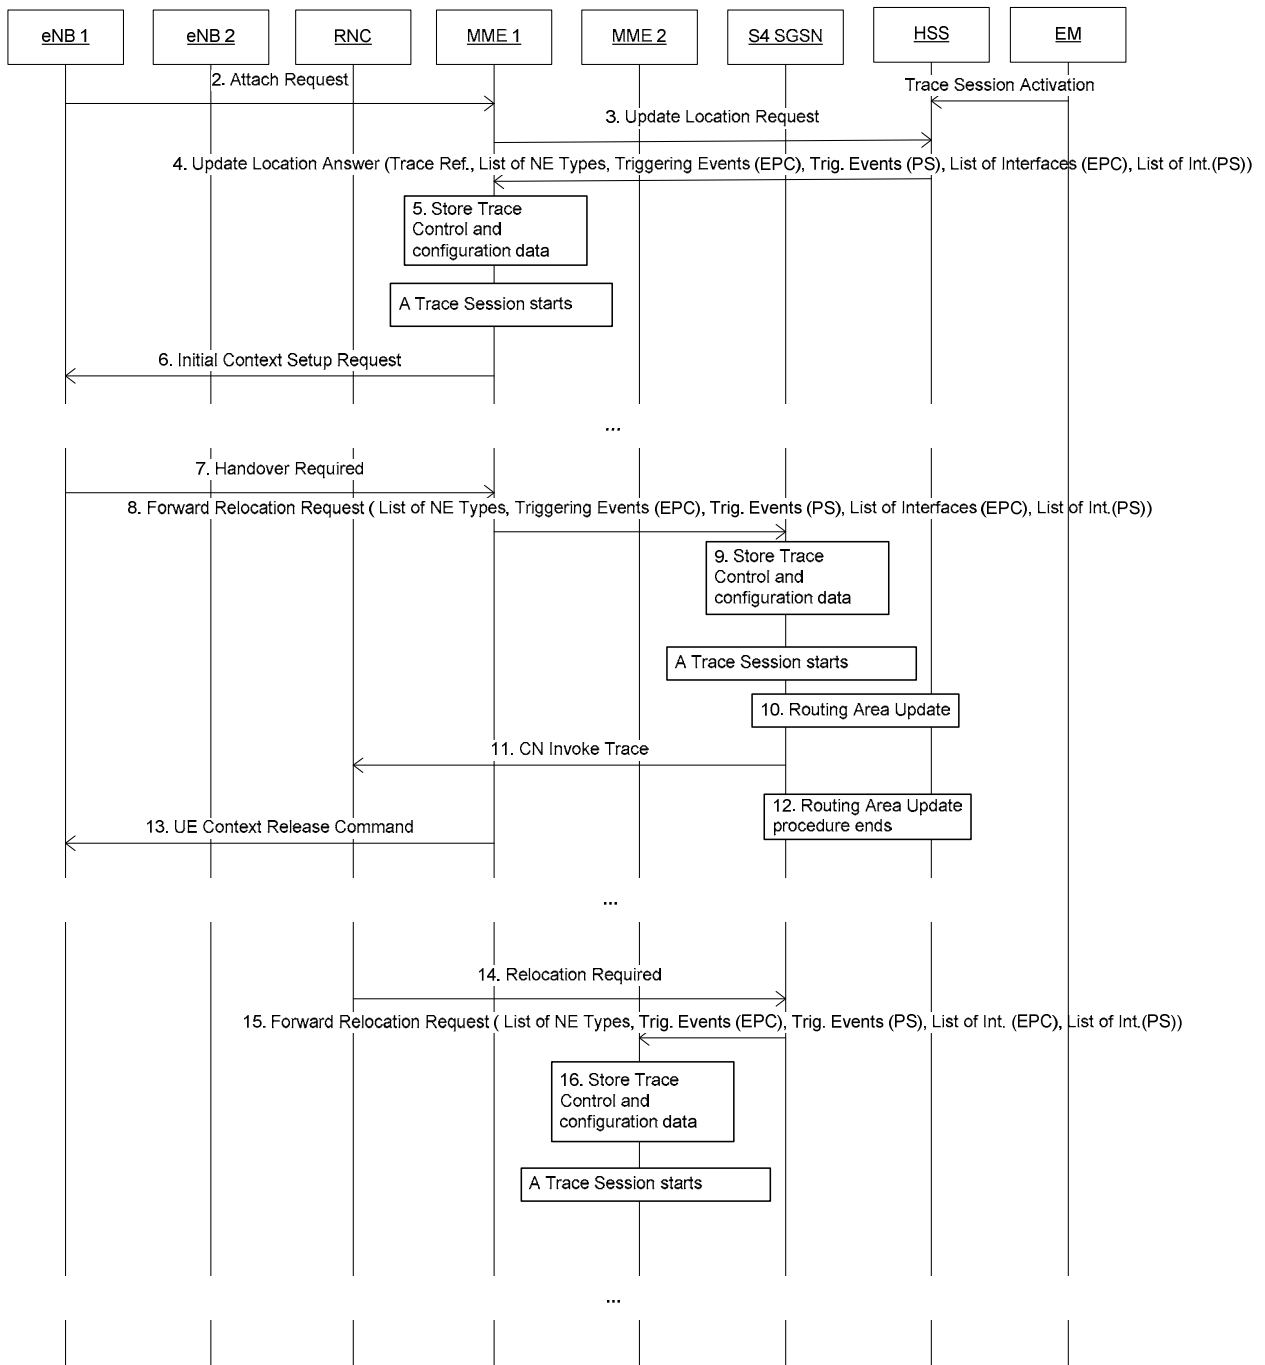 eNB 1
eNB 2
RNC
MME 1
MME 2
S4 SGSN
HSS
EM
2. Attach Request
Trace Session Activation
3. Update Location Request
4. Update Location Answer (Trace Ref., List of NE Types, Triggering Events (EPC), Trig. Events (PS), List of Interfaces (EPC), List of Int.(PS))
5. Store Trace
Control and
configuration data
A Trace Session starts
6. Initial Context Setup Request
...
7. Handover Required
8. Forward Relocation Request ( List of NE Types, Triggering Events (EPC), Trig. Events (PS), List of Interfaces (EPC), List of Int.(PS))
9. Store Trace
Control and
configuration data
A Trace Session starts
10. Routing Area Update
11. CN Invoke Trace
12. Routing Area Update
procedure ends
13. UE Context Release Command
...
14. Relocation Required
15. Forward Relocation Request ( List of NE Types, Trig. Events (EPC), Trig. Events (PS), List of Int. (EPC), List of Int.(PS))
16. Store Trace
Control and
configuration data
A Trace Session starts
...